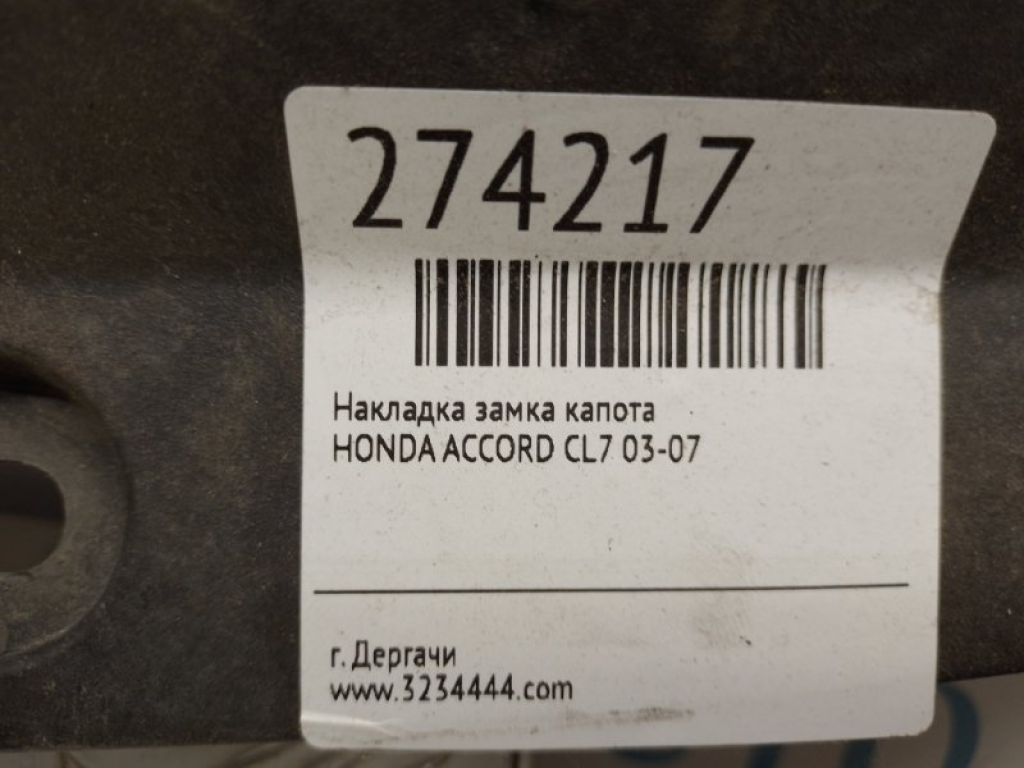 274217
Накладка замка капота
HONDA ACCORD CL7 03-07
г. Дергачи
www.3234444.com